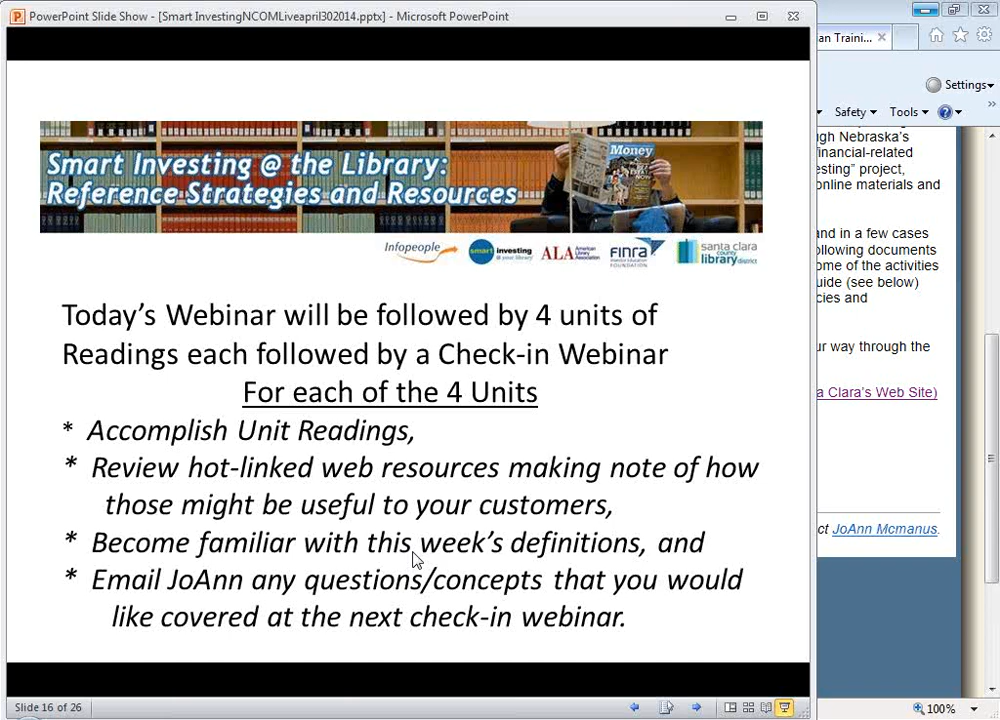 PowerPoint Slide Show - [Smart InvestingNCOMLiveapril302014.pptx] - Microsoft PowerPoint
Smart Investing @ the Library:
Reference Strategies and Resources
Money
Infopeople
smart investing
@ your library
ALA American Library Association
FINRA
FOUNDATION
santa clara
county
library district
Today's Webinar will be followed by 4 units of
Readings each followed by a Check-in Webinar
For each of the 4 Units
* Accomplish Unit Readings,
* Review hot-linked web resources making note of how
those might be useful to your customers,
* Become familiar with this week's definitions, and
* Email JoAnn any questions/concepts that you would
like covered at the next check-in webinar.
Slide 16 of 26
an Traini...
Settings
Safety Tools
ugh Nebraska's
financial-related
esting" project,
online materials and
and in a few cases
ollowing documents
ome of the activities
uide (see below)
cies and
ur way through the
a Clara's Web Site)
ct JoAnn Mcmanus.
100%